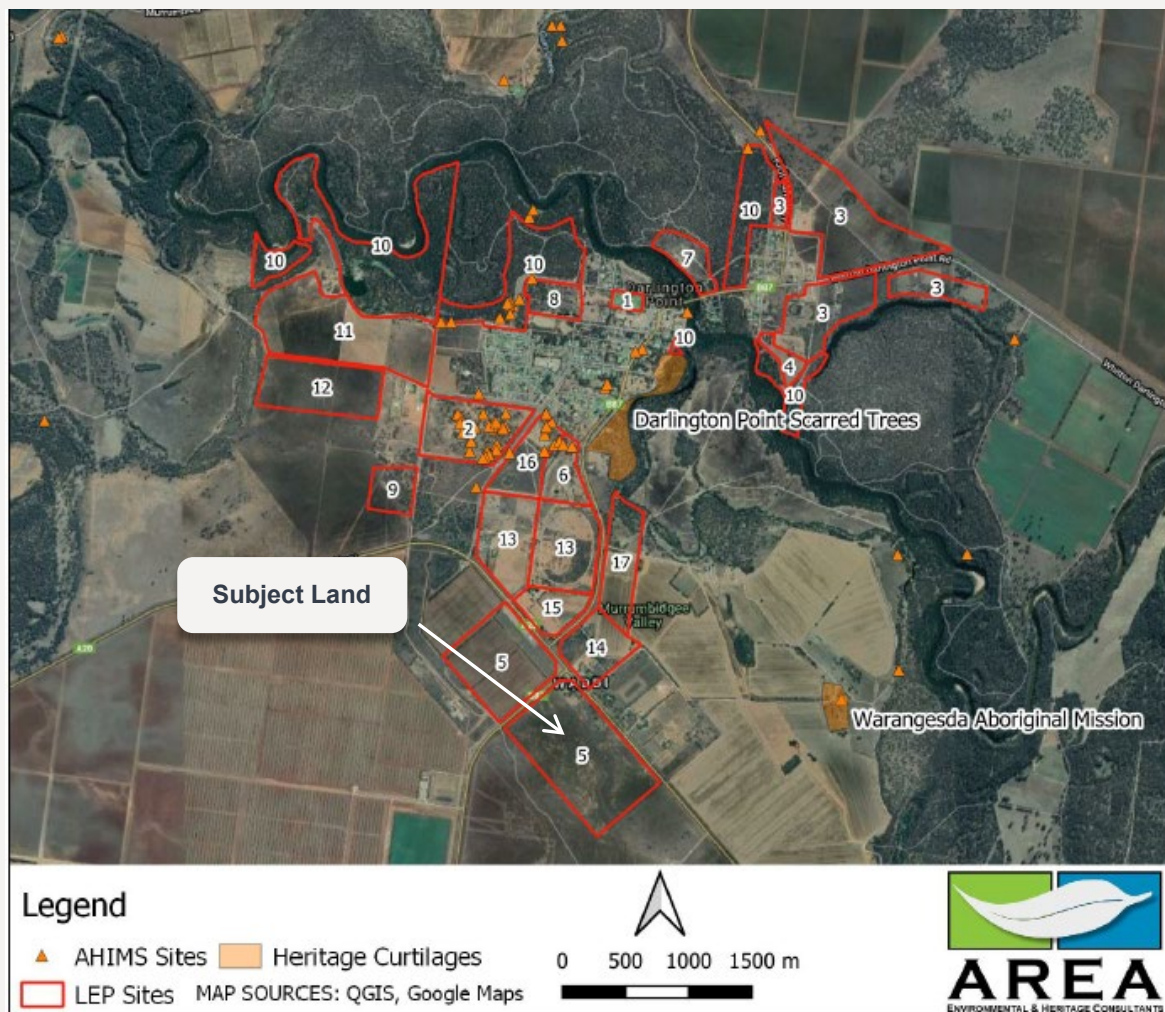 10
3
3
10
10
10
7
Darlington
Point
B87
3
8
1
11
3
10
4
12
10
Darlington Point Scarred Trees
2
16
6
9
13
13
17
Subject Land
15
Murrumbidgee
Valley
A20
5
14
WADDI
Warangesda Aboriginal Mission
5
Legend
AHIMS Sites
Heritage Curtilages
LEP Sites
MAP SOURCES: QGIS, Google Maps
0 500 1000 1500 m
AREA
ENVIRONMENTAL & HERITAGE CONSULTANTS